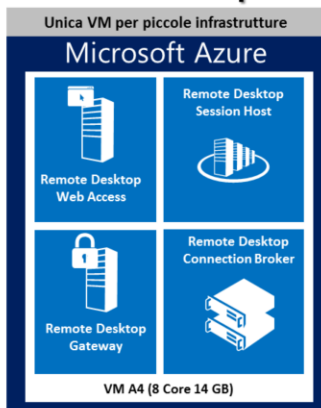 Unica VM per piccole infrastrutture
Microsoft Azure
Remote Desktop
Web Access
Remote Desktop
Session Host
Remote Desktop
Gateway
Remote Desktop
Connection Broker
VM A4 (8 Core 14 GB)